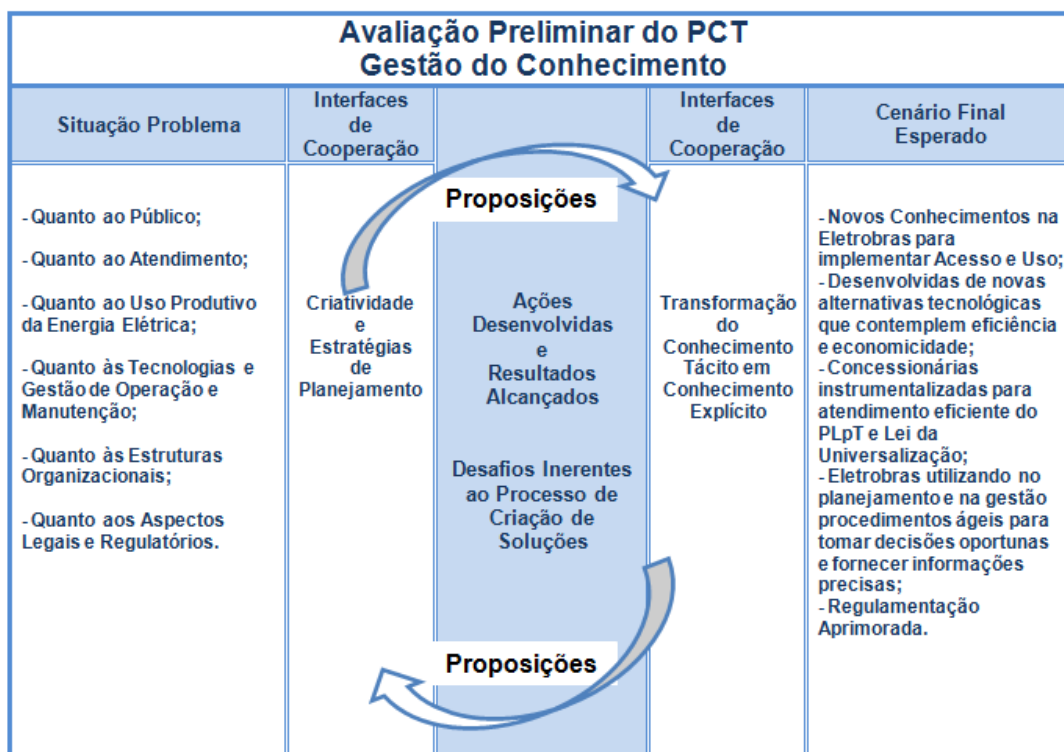 Avaliação Preliminar do PCT
Gestão do Conhecimento
Situação Problema
Interfaces
de
Cooperação
Interfaces
de
Cooperação
Cenário Final
Esperado
- Quanto ao Público;
- Quanto ao Atendimento;
- Quanto ao Uso Produtivo
da Energia Elétrica;
- Quanto às Tecnologias e
Gestão de Operação e
Manutenção;
- Quanto às Estruturas
Organizacionais;
- Quanto aos Aspectos
Legais e Regulatórios.
Criatividade
e
Estratégias
de
Planejamento
Proposições
Ações
Desenvolvidas
e
Resultados
Alcançados
Desafios Inerentes
ao Processo de
Criação de
Soluções
Proposições
Transformação
do
Conhecimento
Tácito em
Conhecimento
Explícito
- Novos Conhecimentos na
Eletrobras para
implementar Acesso e Uso;
- Desenvolvidas de novas
alternativas tecnológicas
que contemplem eficiência
e economicidade;
- Concessionárias
instrumentalizadas para
atendimento eficiente do
PLpT e Lei da
Universalização;
- Eletrobras utilizando no
planejamento e na gestão
procedimentos ágeis para
tomar decisões oportunas
e fornecer informações
precisas;
- Regulamentação
Aprimorada.